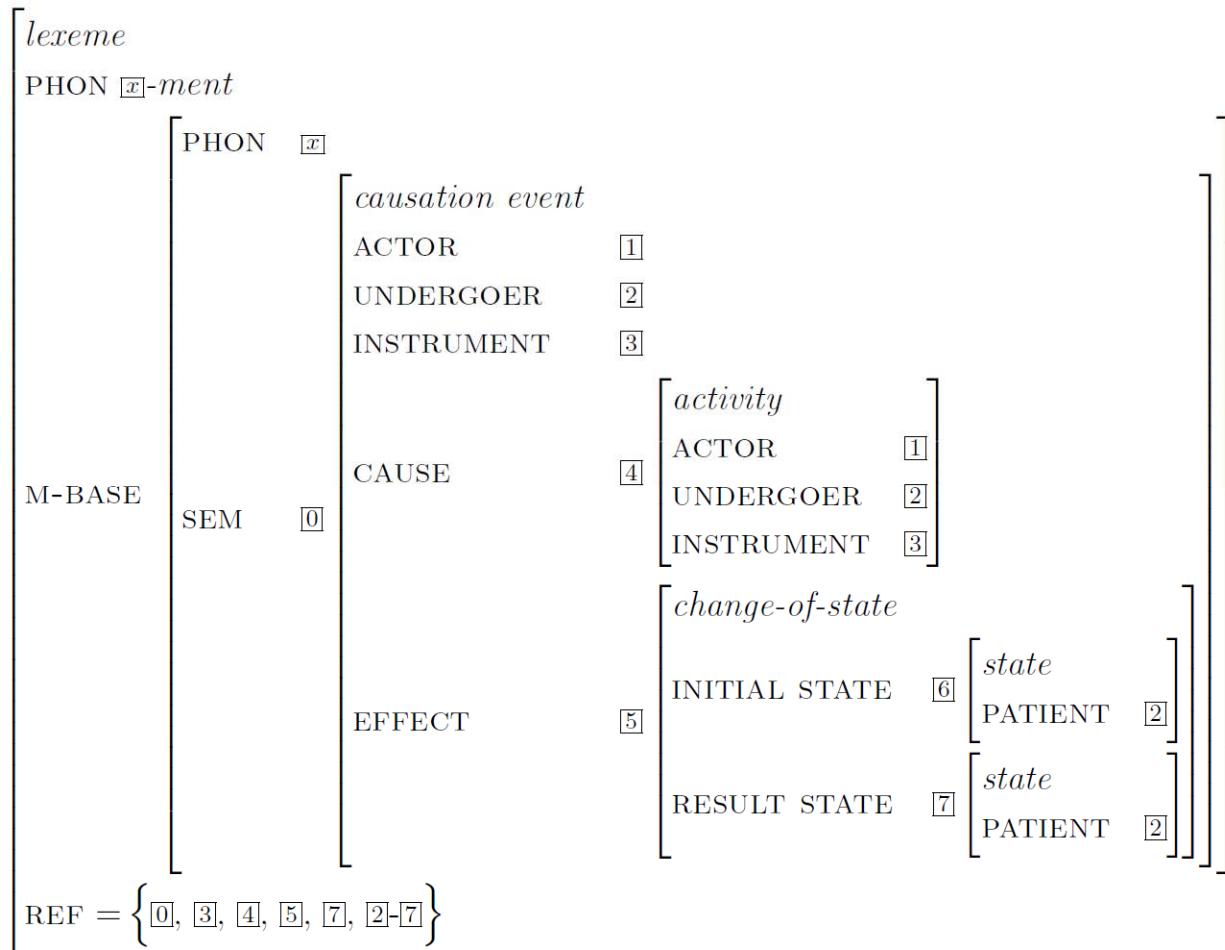 lexeme
PHON x-ment
PHON x
causation event
ACTOR 1
UNDERGOER 2
INSTRUMENT 3
activity
ACTOR 1
CAUSE 4
UNDERGOER 2
M-BASE
SEM 0
INSTRUMENT 3
change-of-state
state
INITIAL STATE 6
PATIENT 2
EFFECT 5
state
RESULT STATE 7
PATIENT 2
REF = {0, 3, 4, 5, 7, 2-7}